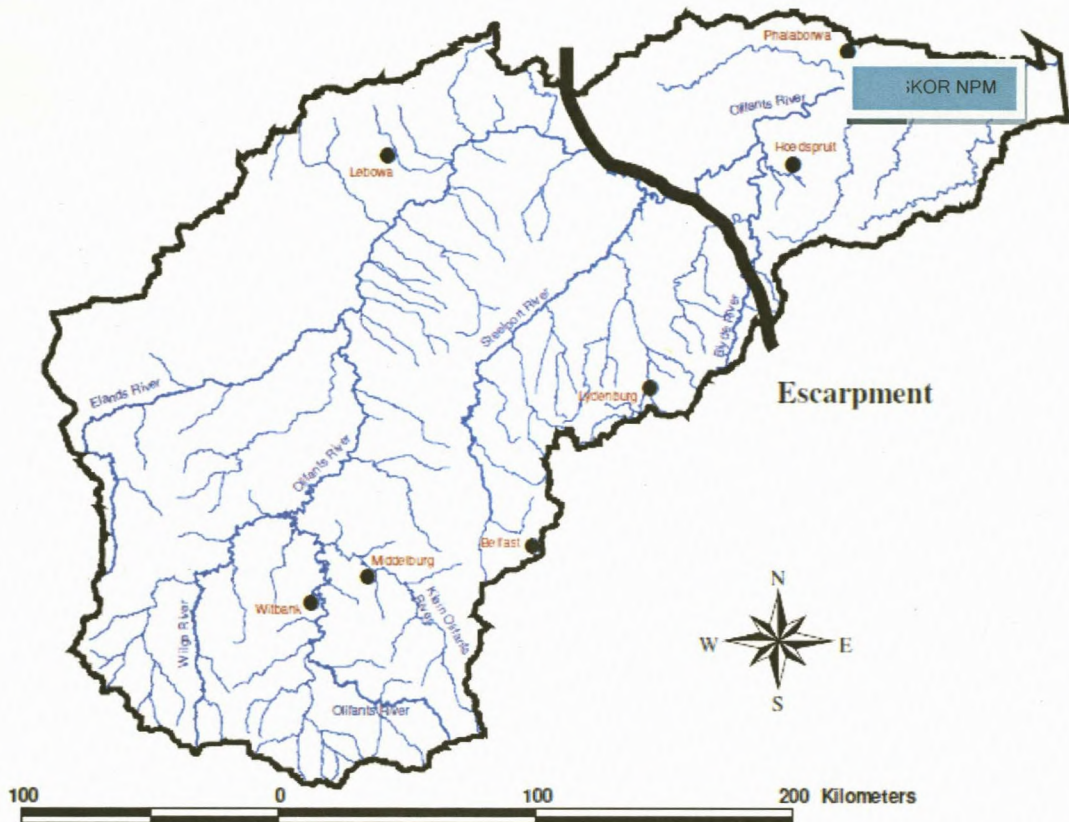 Phalaborwa
KOR NPM
Olifants River
Hoedspruit
Lebowa
Steelport River
Blyde River
Elands River
Lydenburg
Escarpment
Olifants River
Belfast
Middelburg
Witbank
Klein Olifants
River
Wilge River
Olifants River
N
W E
S
100 0 100 200 Kilometers